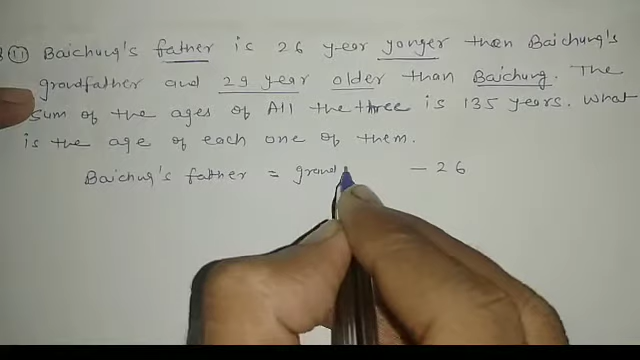 (11) Baichung's father is 26 year yonger then Baichung's
grandfather and 29 year older than Baichung. The
sum of the ages of All the three is 135 years. What
is the age of each one of them.
Baichung's father = grand - 26